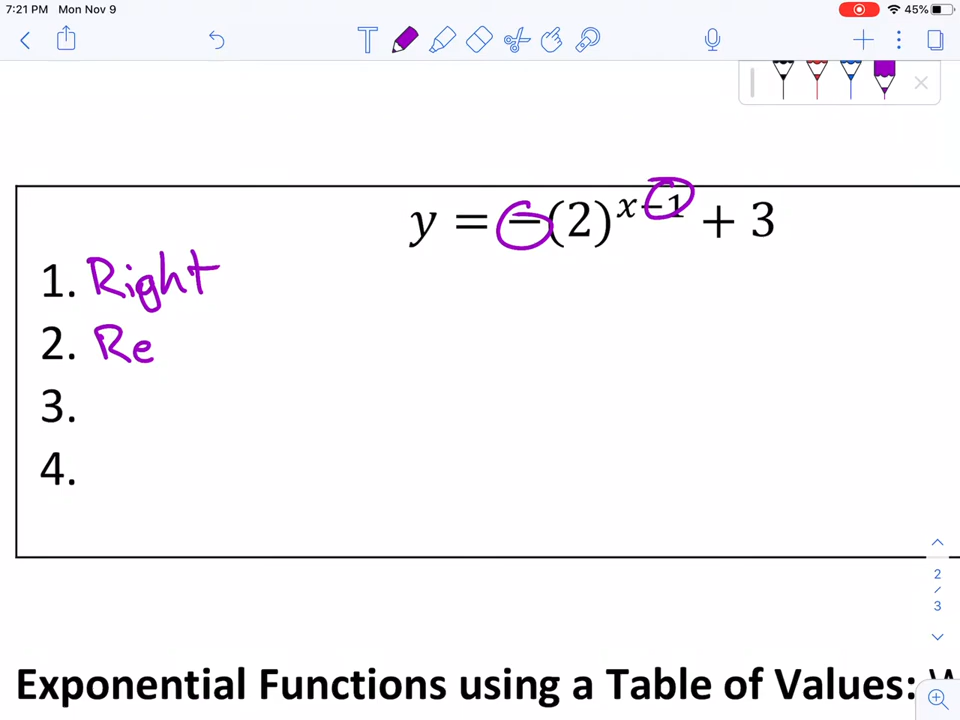 7:21 PM Mon Nov 9
45%
T
y = −(2)^{x−1} + 3
1. Right
2. Re
3.
4.
2
/
3
Exponential Functions using a Table of Values: